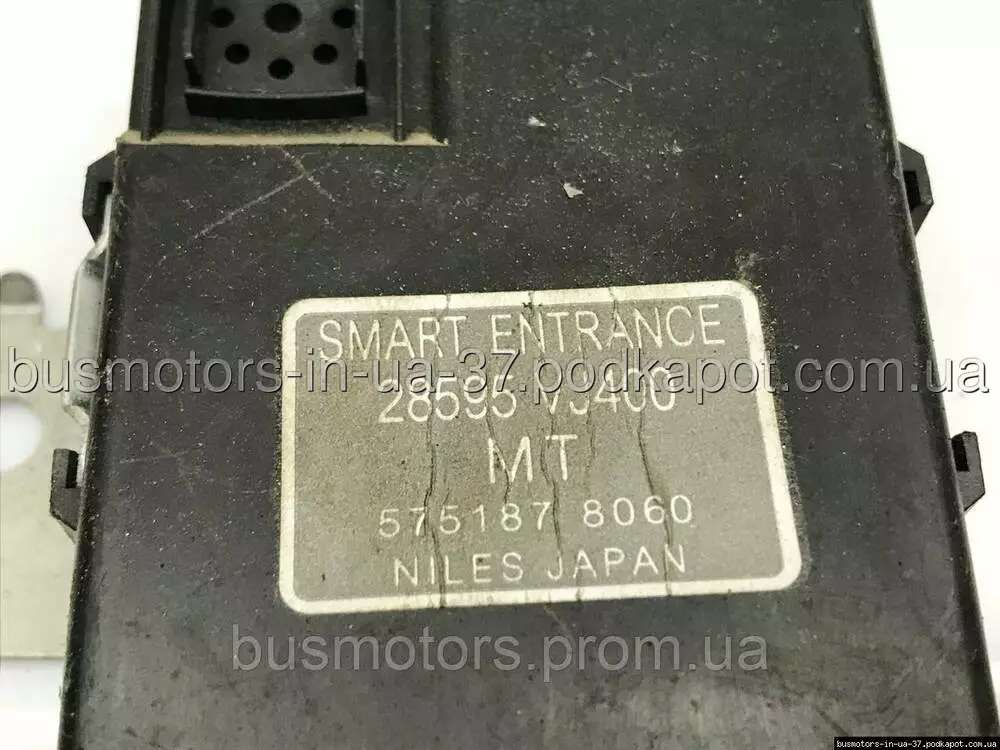 SMART ENTRANCE
busmotors-in-ua-37.podkapot.com.ua
28595 VJ400
MT
575187 8060
NILES JAPAN
busmotors.prom.ua
busmotors-in-ua-37.podkapot.com.ua